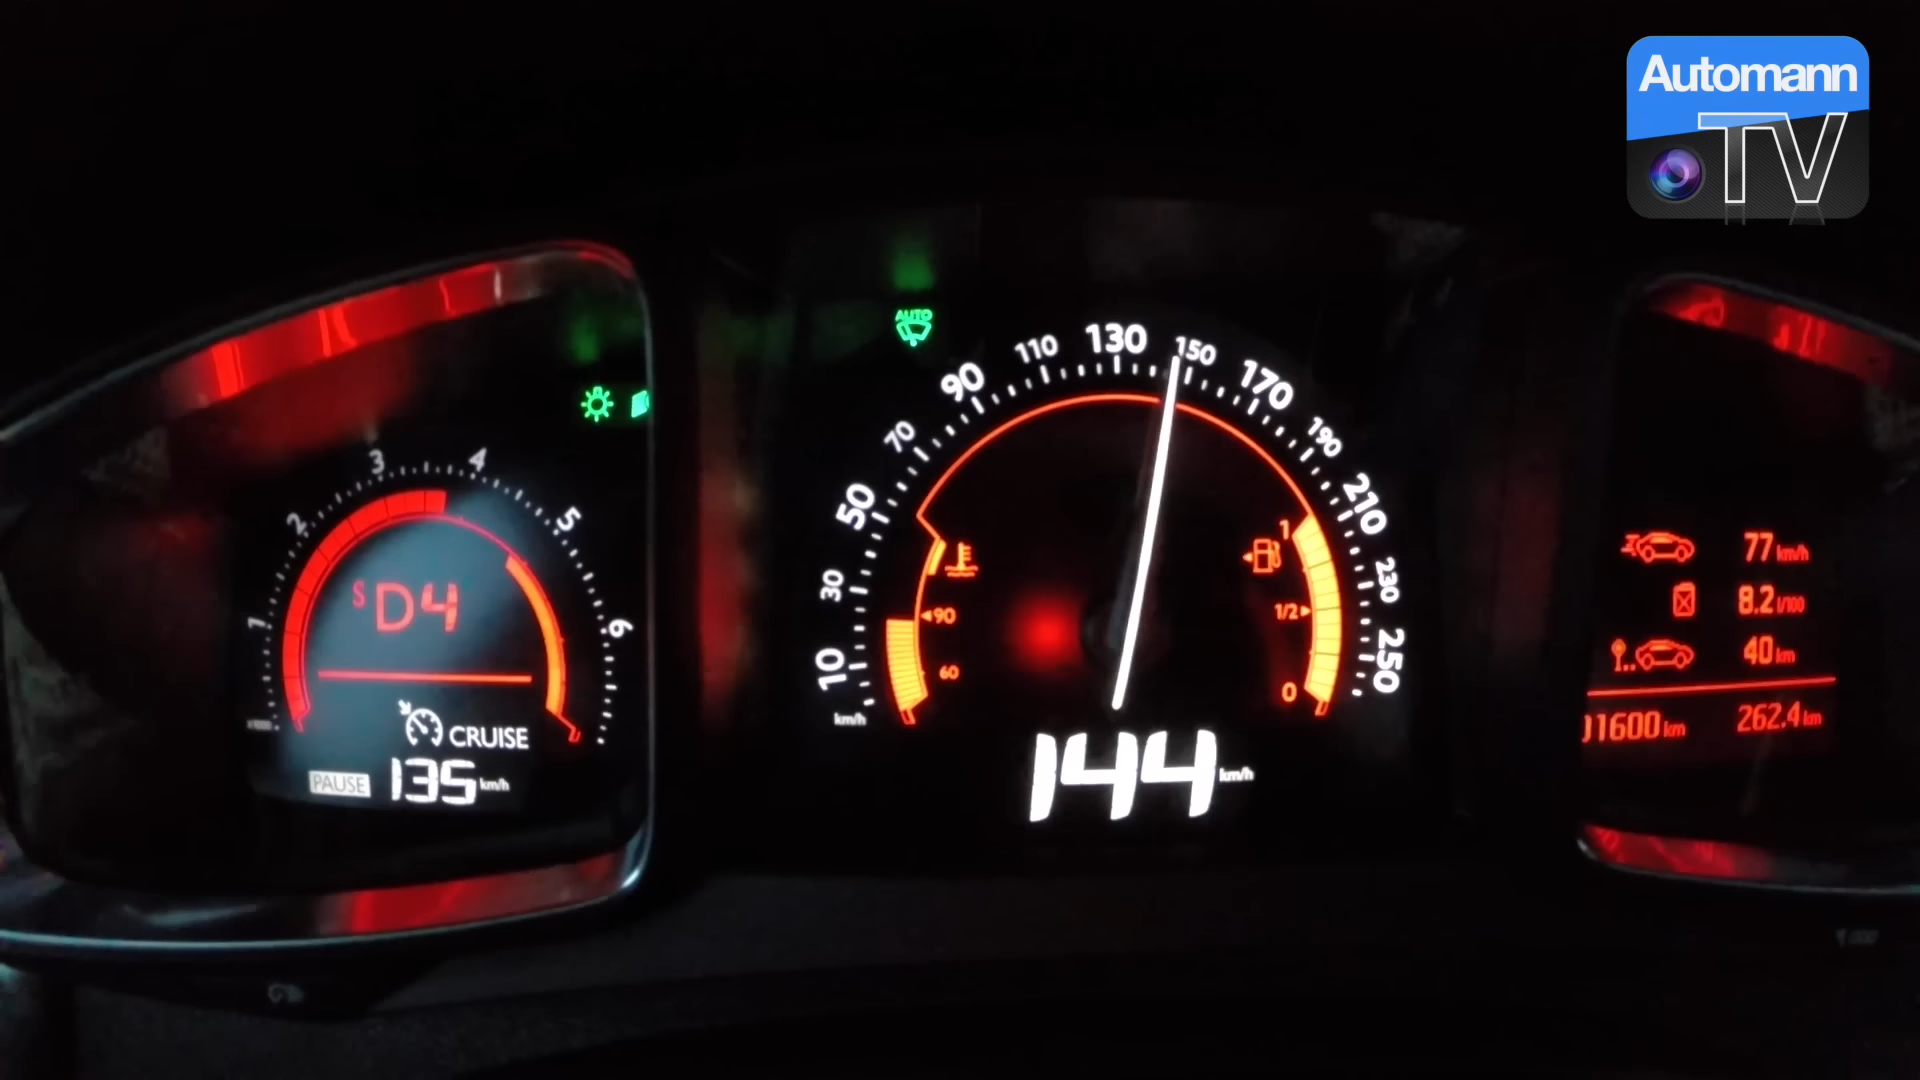 Automann
TV
AUTO
1
2
3
4
5
6
S D4
CRUISE
PAUSE 135 km/h
10
30
50
70
90
110
130
150
170
190
210
230
250
km/h
90
60
1
1/2
0
144 km/h
77 km/h
8.2 l/100
40 km
1600 km 262.4 km